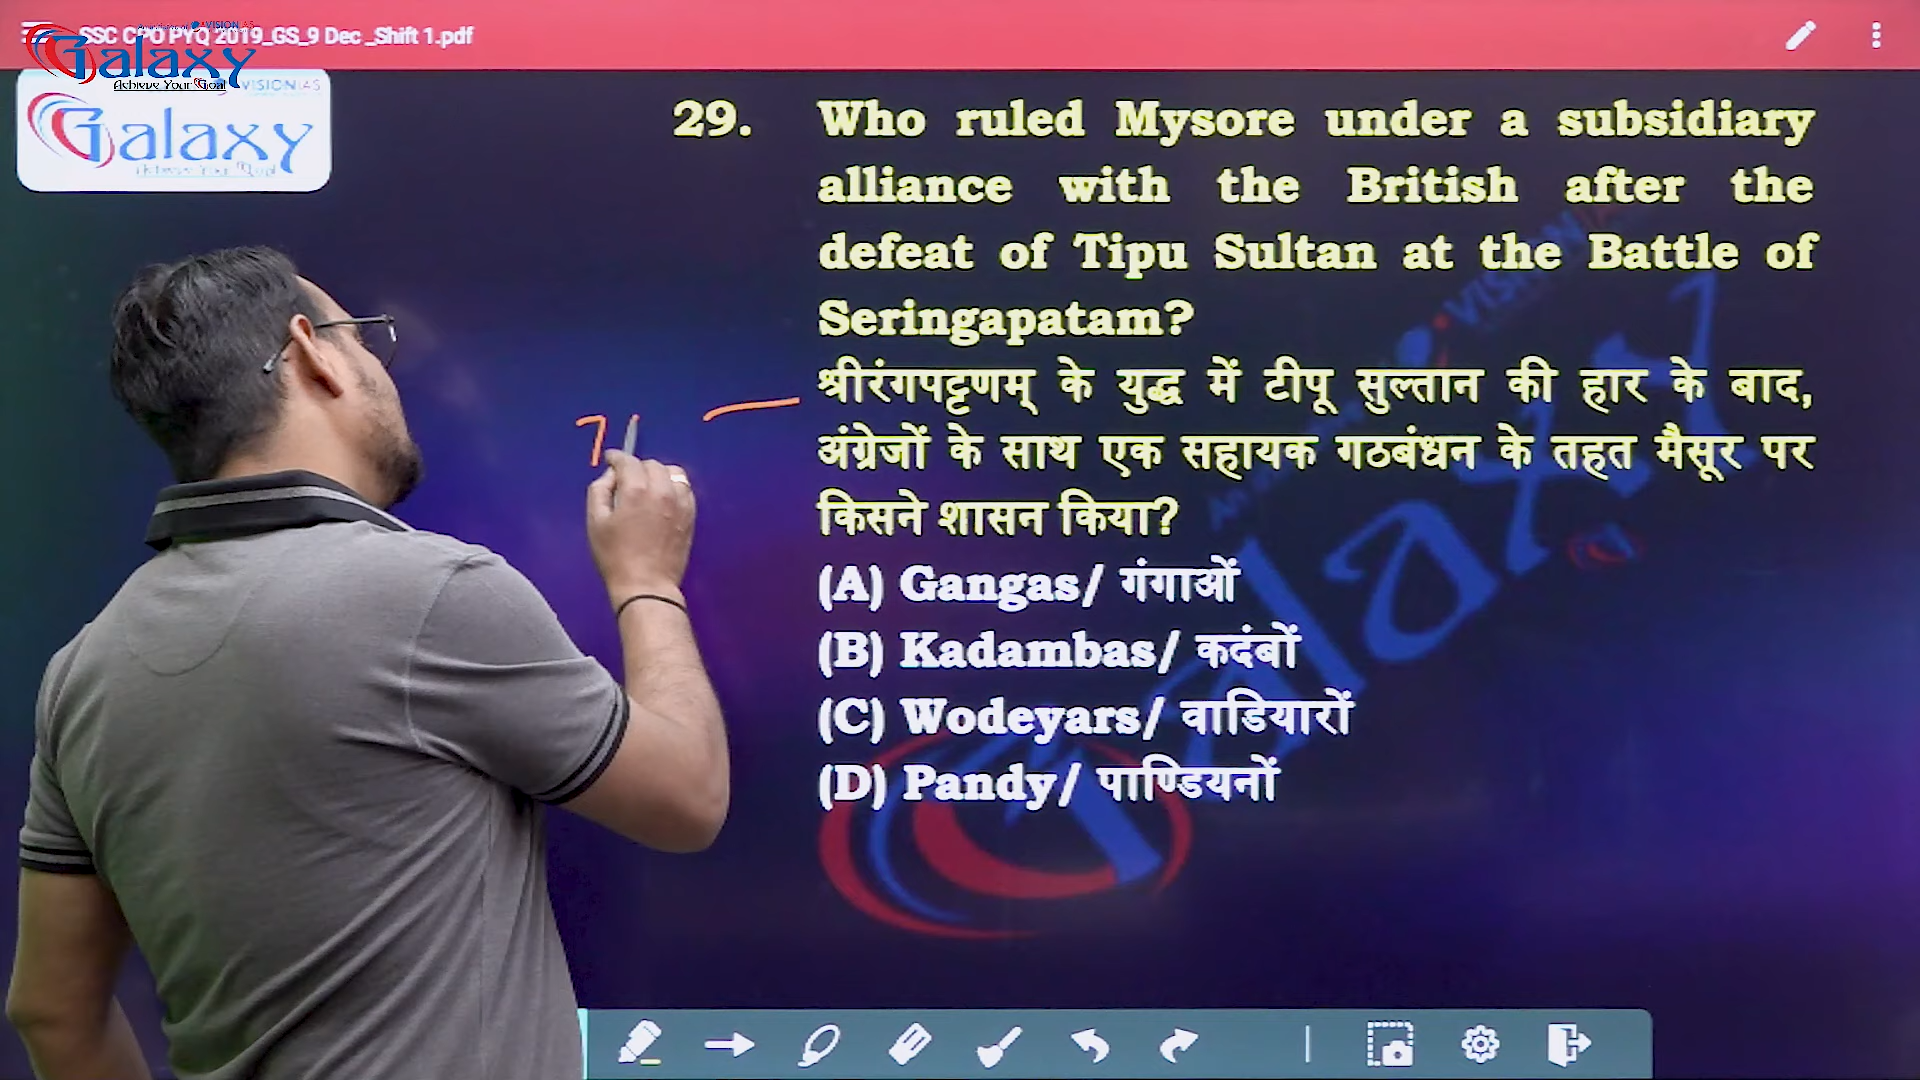 SSC CPO PYQ 2019_GS_9 Dec _Shift 1.pdf
Galaxy
Achieve Your Goal
VISIONIAS
Galaxy
29. Who ruled Mysore under a subsidiary
alliance with the British after the
defeat of Tipu Sultan at the Battle of
Seringapatam?
श्रीरंगपट्टणम् के युद्ध में टीपू सुल्तान की हार के बाद,
अंग्रेजों के साथ एक सहायक गठबंधन के तहत मैसूर पर
किसने शासन किया?
(A) Gangas/ गंगाओं
(B) Kadambas/ कदंबों
(C) Wodeyars/ वाडियारों
(D) Pandy/ पाण्डियनों